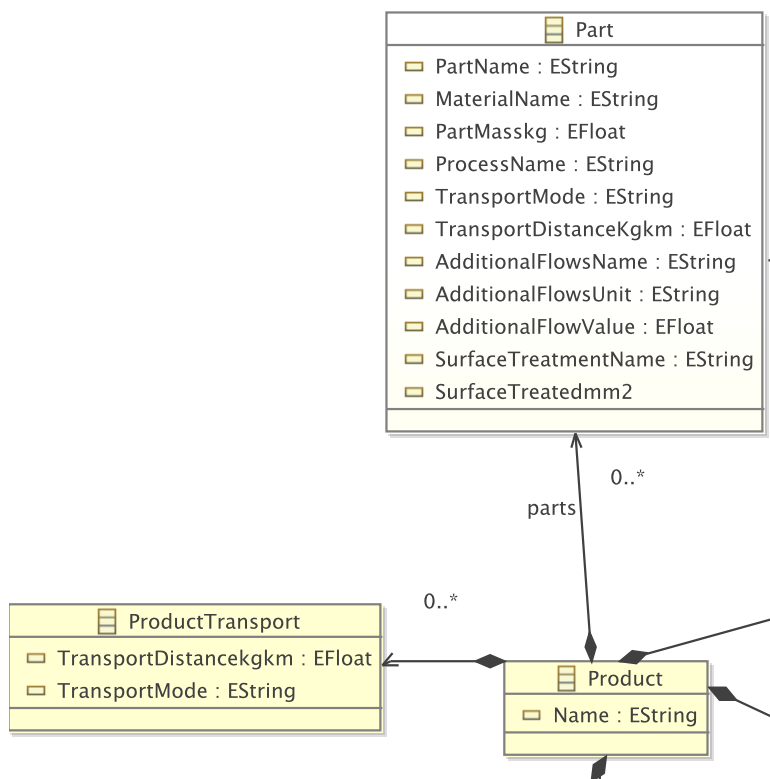 Part
PartName : EString
MaterialName : EString
PartMasskg : EFloat
ProcessName : EString
TransportMode : EString
TransportDistanceKgkm : EFloat
AdditionalFlowsName : EString
AdditionalFlowsUnit : EString
AdditionalFlowValue : EFloat
SurfaceTreatmentName : EString
SurfaceTreatedmm2
0..*
parts
0..*
ProductTransport
TransportDistancekgkm : EFloat
TransportMode : EString
Product
Name : EString